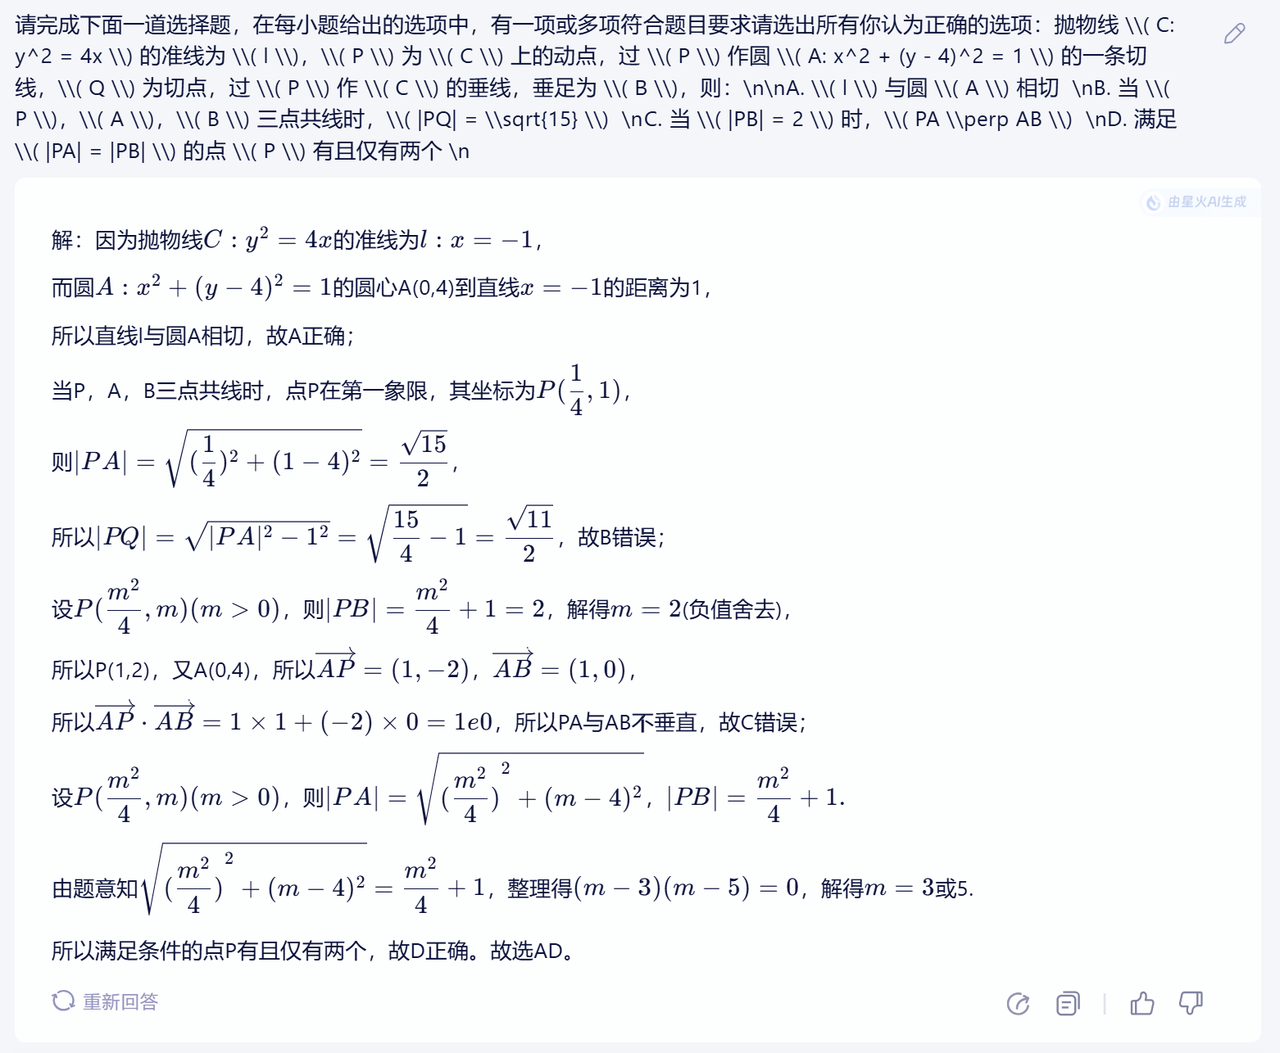 请完成下面一道选择题，在每小题给出的选项中，有一项或多项符合题目要求请选出所有你认为正确的选项：抛物线 \\( C:
y^2 = 4x \\) 的准线为 \\( l \\)， \\( P \\) 为 \\( C \\) 上的动点，过 \\( P \\) 作圆 \\( A: x^2 + (y - 4)^2 = 1 \\) 的一条切
线，\\( Q \\) 为切点，过 \\( P \\) 作 \\( C \\) 的垂线，垂足为 \\( B \\)，则：\n\nA. \\( l \\) 与圆 \\( A \\) 相切  \nB. 当 \\(
P \\)，\\( A \\)，\\( B \\) 三点共线时，\\( |PQ| = \\sqrt{15} \\)  \nC. 当 \\( |PB| = 2 \\) 时，\\( PA \\perp AB \\)  \nD. 满足
\\( |PA| = |PB| \\) 的点 \\( P \\) 有且仅有两个 \n
由星火AI生成
解：因为抛物线$C : y^2 = 4x$的准线为$l : x = -1$，
而圆$A : x^2 + (y - 4)^2 = 1$的圆心A(0,4)到直线$x = -1$的距离为1，
所以直线l与圆A相切，故A正确；
当P，A，B三点共线时，点P在第一象限，其坐标为$P(\frac{1}{4}, 1)$，
则$|PA| = \sqrt{(\frac{1}{4})^2 + (1 - 4)^2} = \frac{\sqrt{15}}{2}$，
所以$|PQ| = \sqrt{|PA|^2 - 1^2} = \sqrt{\frac{15}{4} - 1} = \frac{\sqrt{11}}{2}$，故B错误；
设$P(\frac{m^2}{4}, m)(m > 0)$，则$|PB| = \frac{m^2}{4} + 1 = 2$，解得$m = 2$(负值舍去)，
所以P(1,2)，又A(0,4)，所以$\overrightarrow{AP} = (1, -2)$，$\overrightarrow{AB} = (1, 0)$，
所以$\overrightarrow{AP} \cdot \overrightarrow{AB} = 1 \times 1 + (-2) \times 0 = 1e0$，所以PA与AB不垂直，故C错误；
设$P(\frac{m^2}{4}, m)(m > 0)$，则$|PA| = \sqrt{(\frac{m^2}{4})^2 + (m - 4)^2}$，$|PB| = \frac{m^2}{4} + 1.$
由题意知$\sqrt{(\frac{m^2}{4})^2 + (m - 4)^2} = \frac{m^2}{4} + 1$，整理得$(m - 3)(m - 5) = 0$，解得$m = 3$或5.
所以满足条件的点P有且仅有两个，故D正确。故选AD。
重新回答